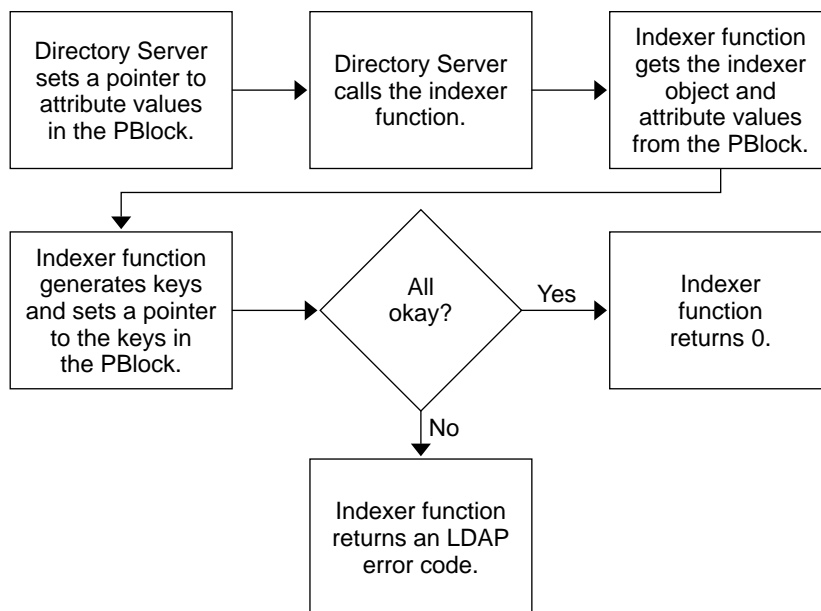 Directory Server
sets a pointer to
attribute values
in the PBlock.
Directory Server
calls the indexer
function.
Indexer function
gets the indexer
object and
attribute values
from the PBlock.
Indexer function
generates keys
and sets a pointer
to the keys in
the PBlock.
All
okay?
Yes
Indexer
function
returns 0.
No
Indexer function
returns an LDAP
error code.